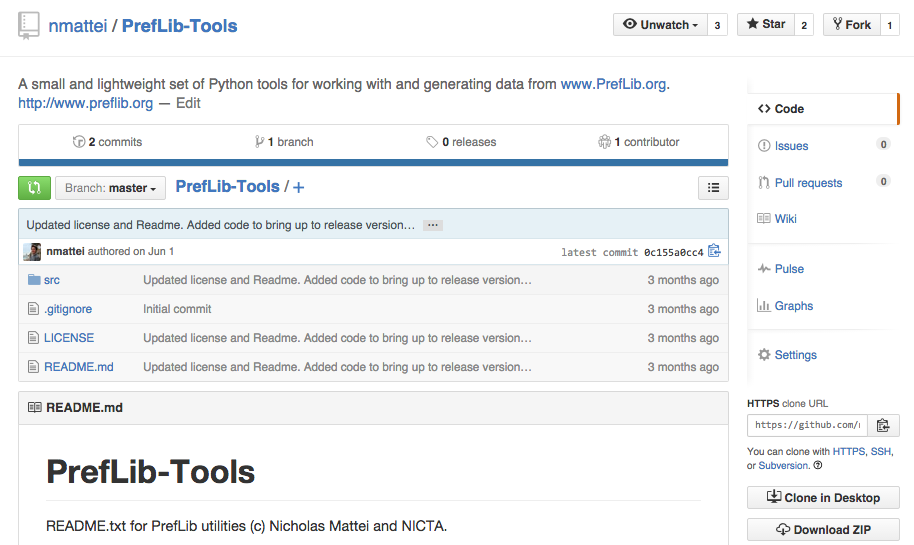 nmattei / PrefLib-Tools
Unwatch 3
Star 2
Fork 1
A small and lightweight set of Python tools for working with and generating data from www.PrefLib.org.
http://www.preflib.org — Edit
2 commits
1 branch
0 releases
1 contributor
Branch: master
PrefLib-Tools / +
Updated license and Readme. Added code to bring up to release version… …
nmattei authored on Jun 1
latest commit 0c155a0cc4
src Updated license and Readme. Added code to bring up to release version… 3 months ago
.gitignore Initial commit 3 months ago
LICENSE Updated license and Readme. Added code to bring up to release version… 3 months ago
README.md Updated license and Readme. Added code to bring up to release version… 3 months ago
README.md
PrefLib-Tools
README.txt for PrefLib utilities (c) Nicholas Mattei and NICTA.
<> Code
Issues 0
Pull requests 0
Wiki
Pulse
Graphs
Settings
HTTPS clone URL
https://github.com/
You can clone with HTTPS, SSH,
or Subversion. ?
Clone in Desktop
Download ZIP